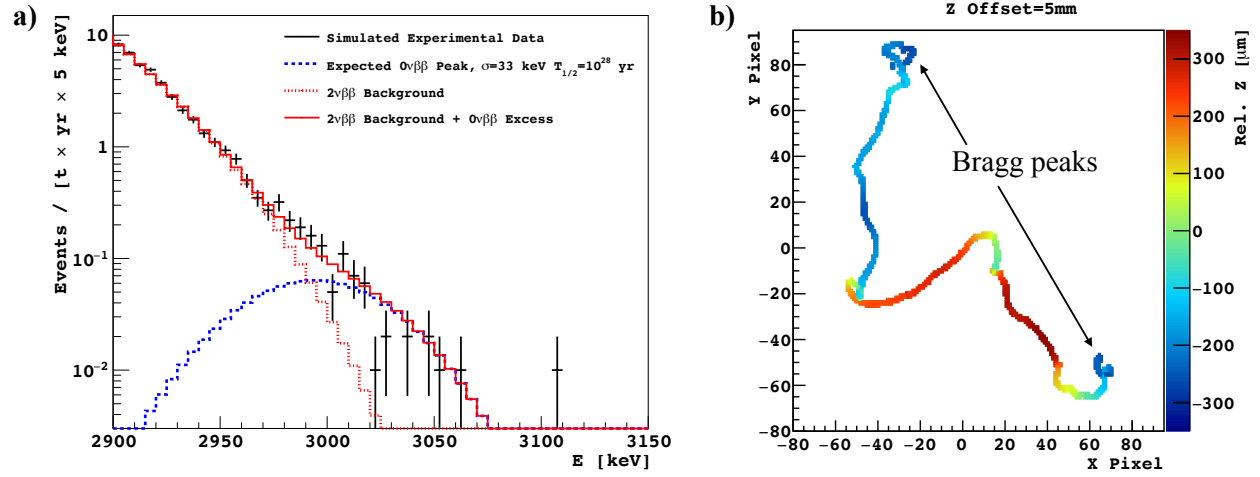 a)
10
1
10⁻¹
10⁻²
Events / [t × yr × 5 keV]
Simulated Experimental Data
Expected 0νββ Peak, σ=33 keV T₁/₂=10²⁸ yr
2νββ Background
2νββ Background + 0νββ Excess
2900 2950 3000 3050 3100 3150
E [keV]
b)
Z Offset=5mm
Y Pixel
80
60
40
20
0
−20
−40
−60
−80
Bragg peaks
−80 −60 −40 −20 0 20 40 60 80
X Pixel
300
200
100
0
−100
−200
−300
Rel. Z [μm]